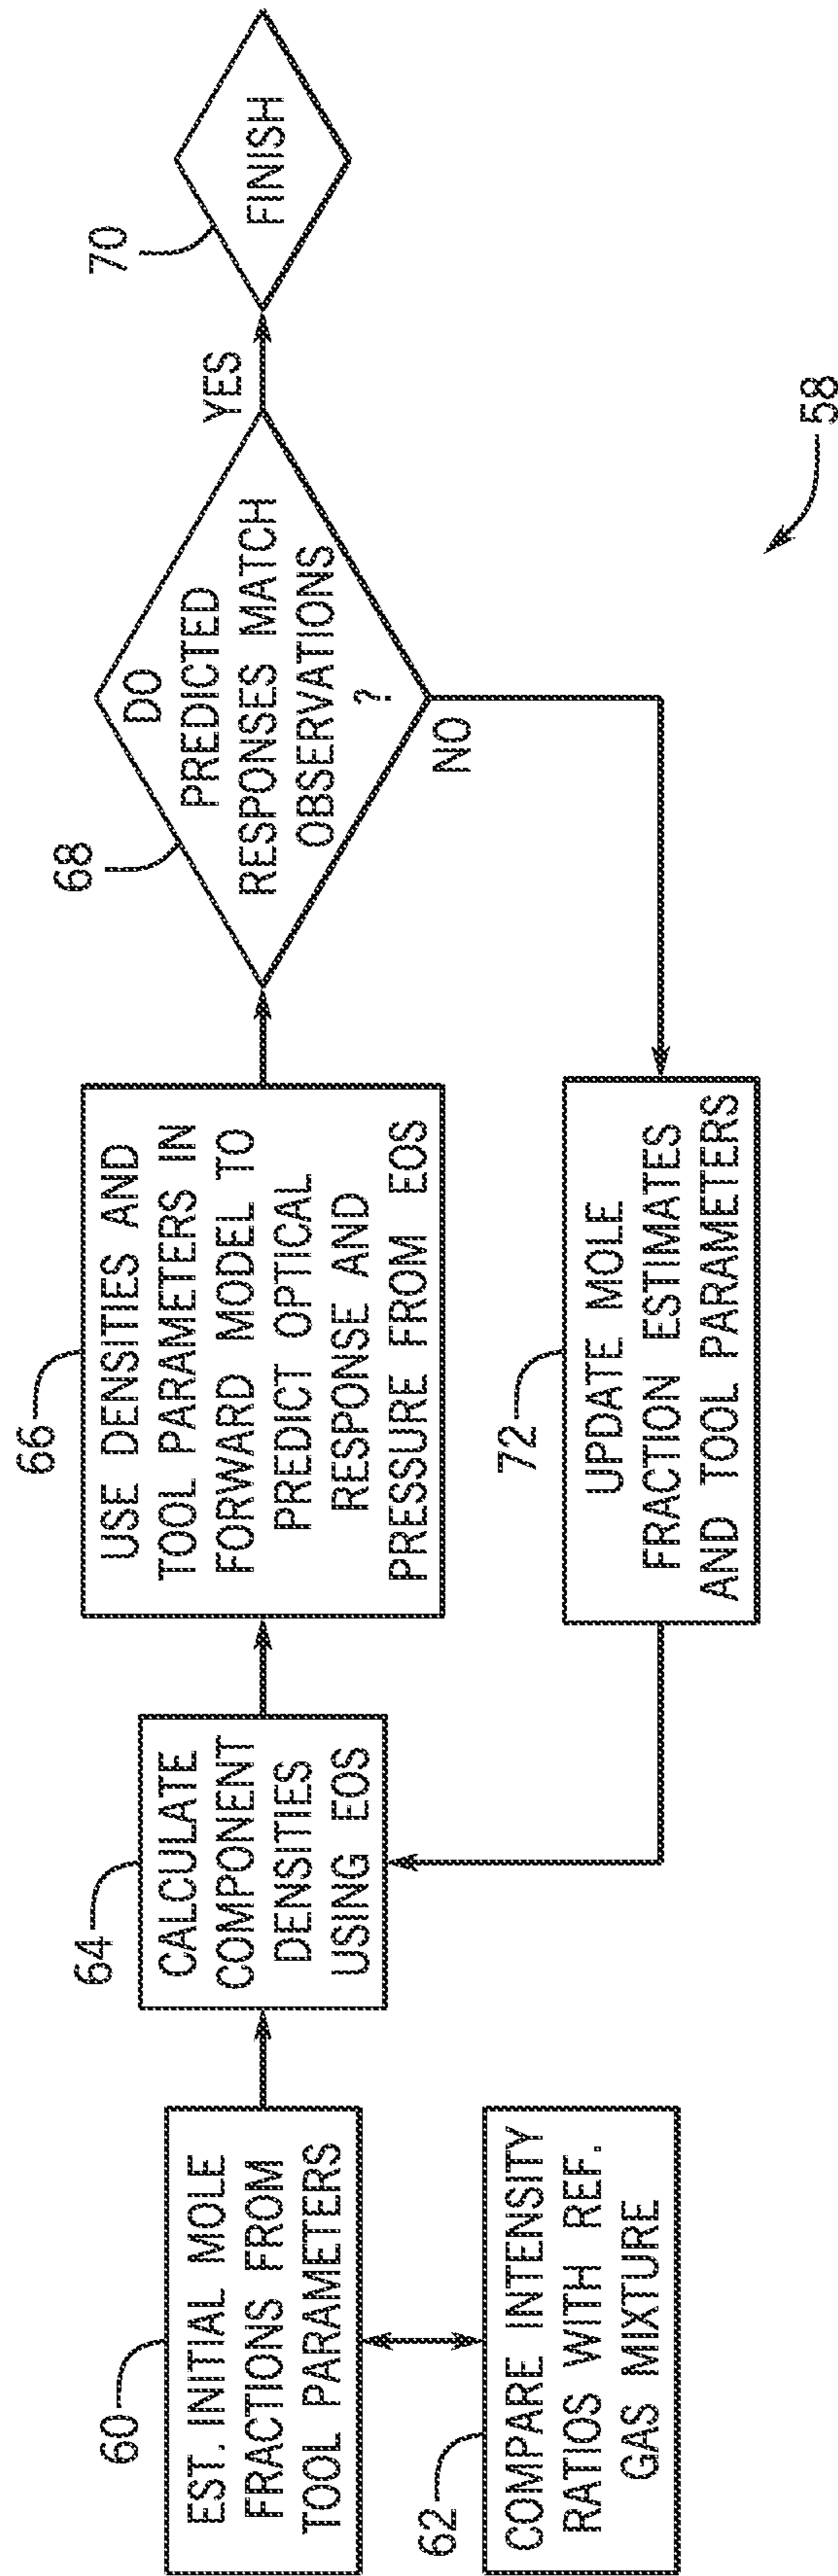 60
EST. INITIAL MOLE
FRACTIONS FROM
TOOL PARAMETERS
62
COMPARE INTENSITY
RATIOS WITH REF.
GAS MIXTURE
64
CALCULATE
COMPONENT
DENSITIES
USING EOS
66
USE DENSITIES AND
TOOL PARAMETERS IN
FORWARD MODEL TO
PREDICT OPTICAL
RESPONSE AND
PRESSURE FROM EOS
68
DO
PREDICTED
RESPONSES MATCH
OBSERVATIONS
?
YES
NO
70
FINISH
72
UPDATE MOLE
FRACTION ESTIMATES
AND TOOL PARAMETERS
58